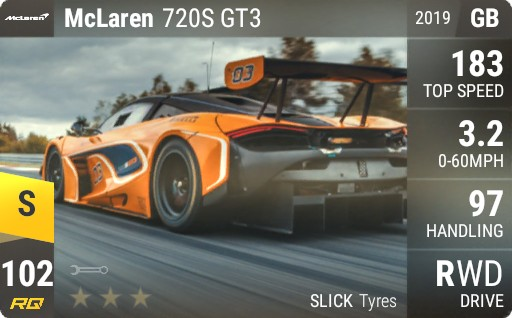 McLaren
McLaren 720S GT3
2019 GB
183
TOP SPEED
03
3.2
0-60MPH
S
97
HANDLING
102
RQ
RWD
DRIVE
SLICK Tyres